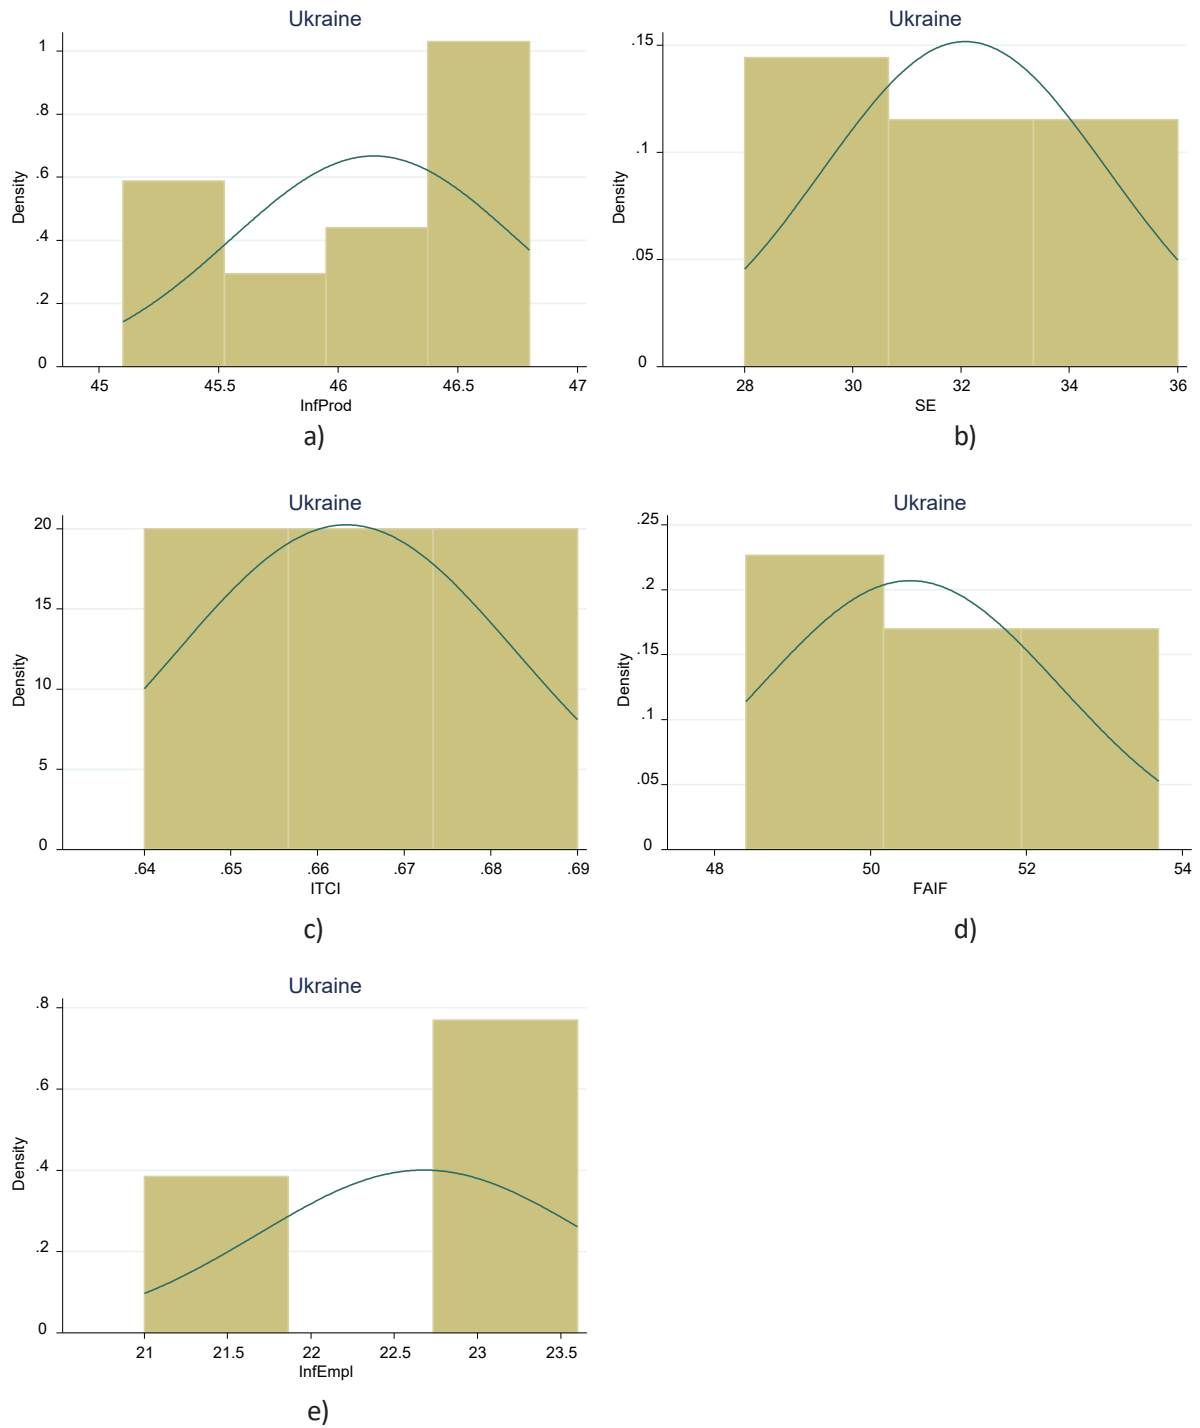 Ukraine
Density
1
.8
.6
.4
.2
0
45 45.5 46 46.5 47
InfProd
a)
Ukraine
Density
.15
.1
.05
0
28 30 32 34 36
SE
b)
Ukraine
Density
20
15
10
5
0
.64 .65 .66 .67 .68 .69
ITCI
c)
Ukraine
Density
.25
.2
.15
.1
.05
0
48 50 52 54
FAIF
d)
Ukraine
Density
.8
.6
.4
.2
0
21 21.5 22 22.5 23 23.5
InfEmpl
e)